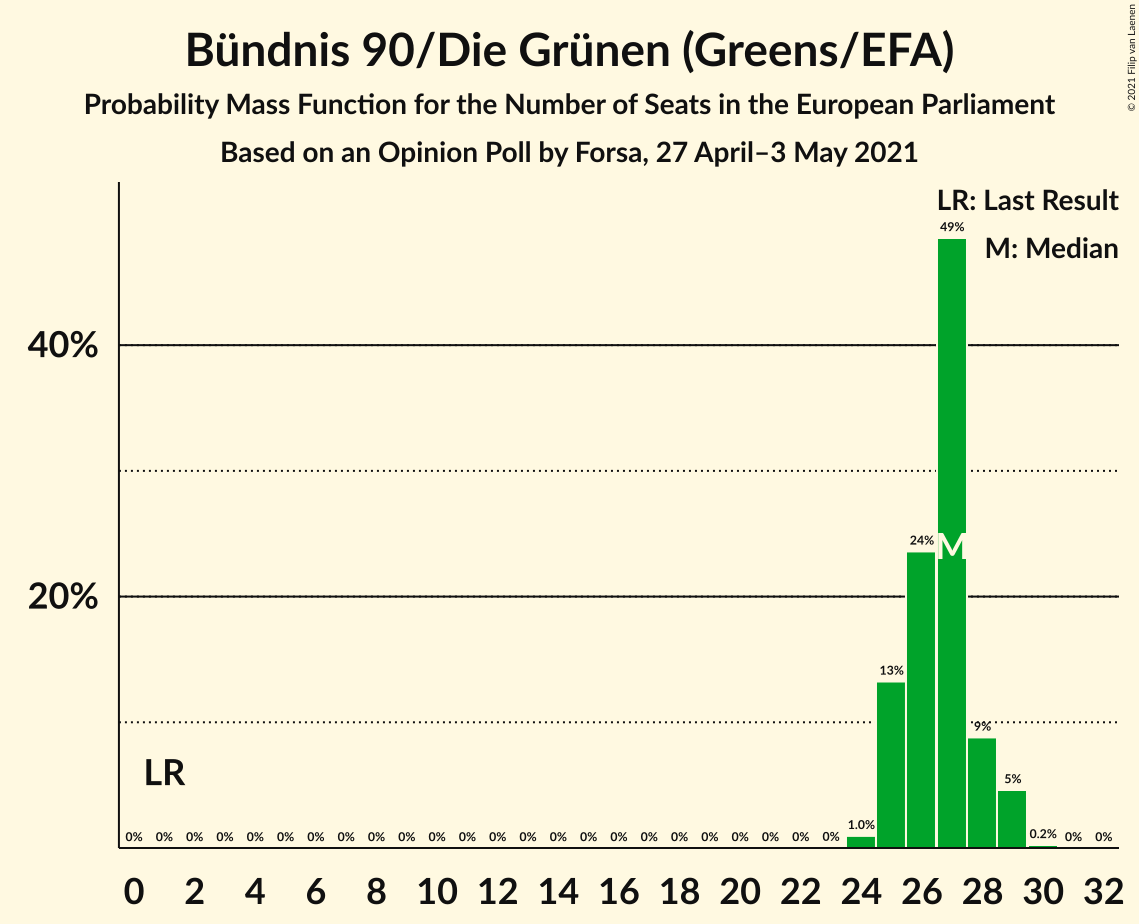 Bündnis 90/Die Grünen (Greens/EFA)
Probability Mass Function for the Number of Seats in the European Parliament
Based on an Opinion Poll by Forsa, 27 April–3 May 2021
© 2021 Filip van Laenen
LR: Last Result
M: Median
49%
40%
24%
M
20%
13%
9%
LR
5%
0% 0% 0% 0% 0% 0% 0% 0% 0% 0% 0% 0% 0% 0% 0% 0% 0% 0% 0% 0% 0% 0% 0% 0% 1.0% 0.2% 0% 0%
0 2 4 6 8 10 12 14 16 18 20 22 24 26 28 30 32